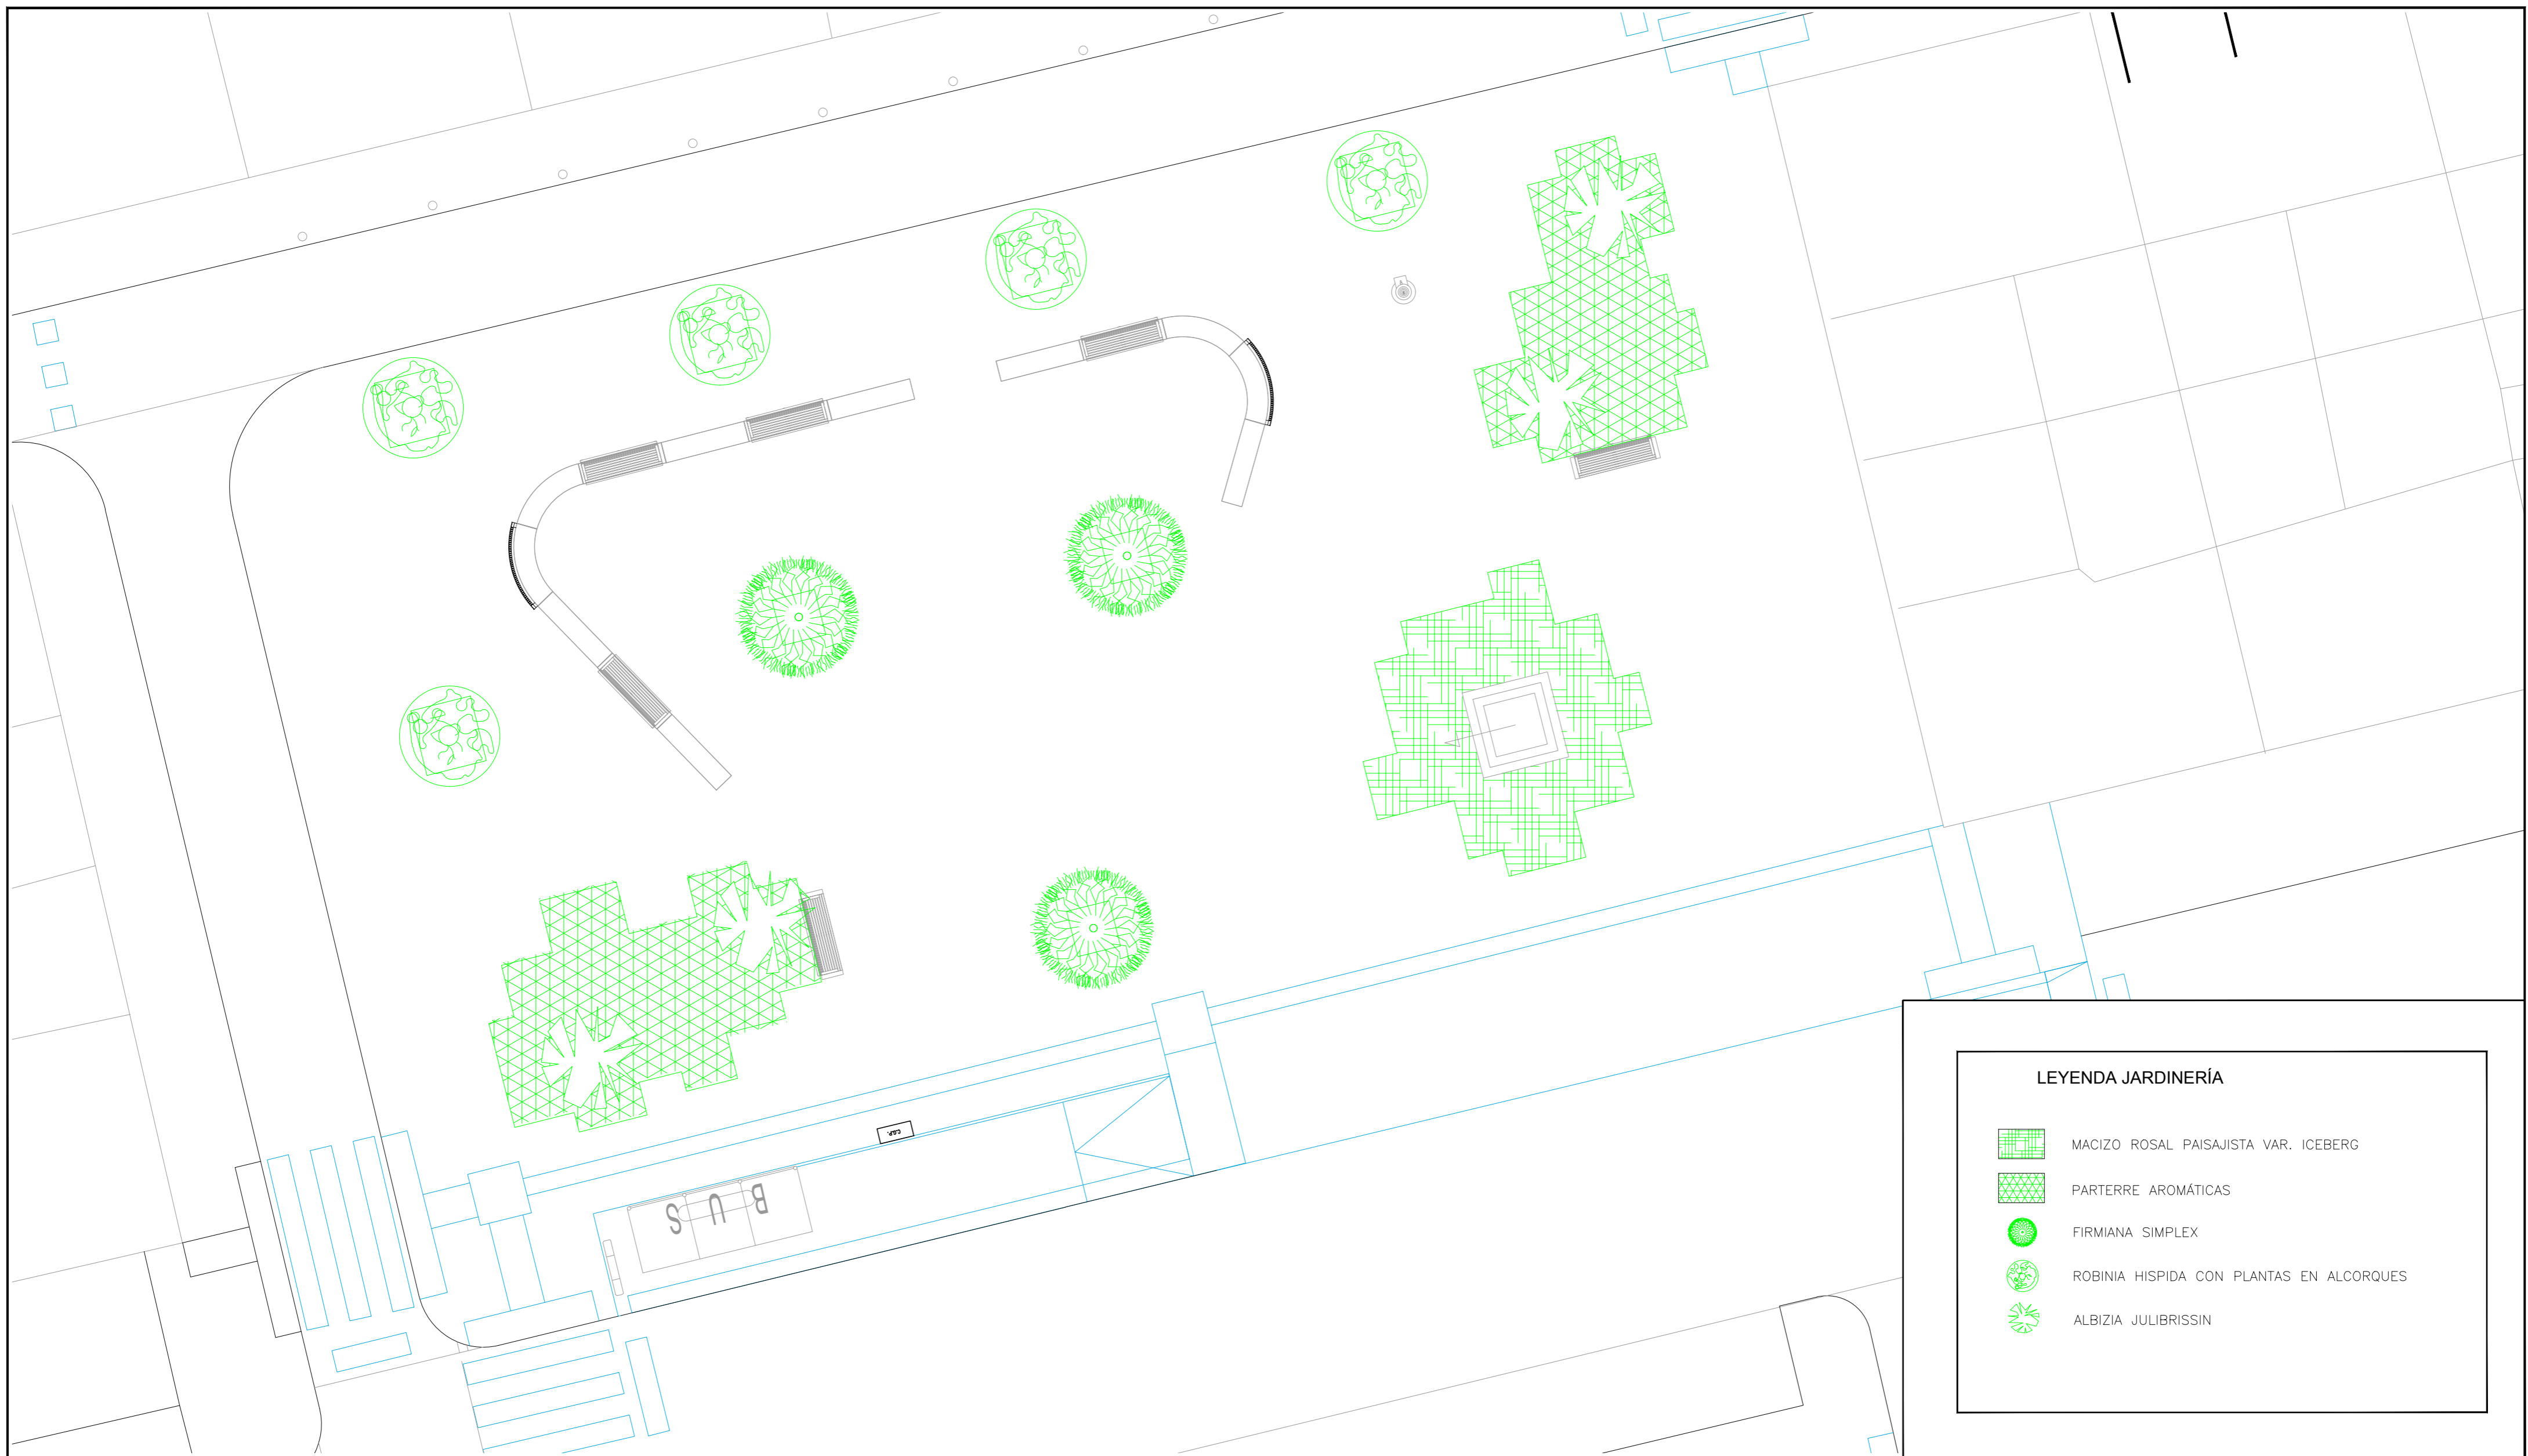 B U S
LEYENDA JARDINERÍA
MACIZO ROSAL PAISAJISTA VAR. ICEBERG
PARTERRE AROMÁTICAS
FIRMIANA SIMPLEX
ROBINIA HISPIDA CON PLANTAS EN ALCORQUES
ALBIZIA JULIBRISSIN